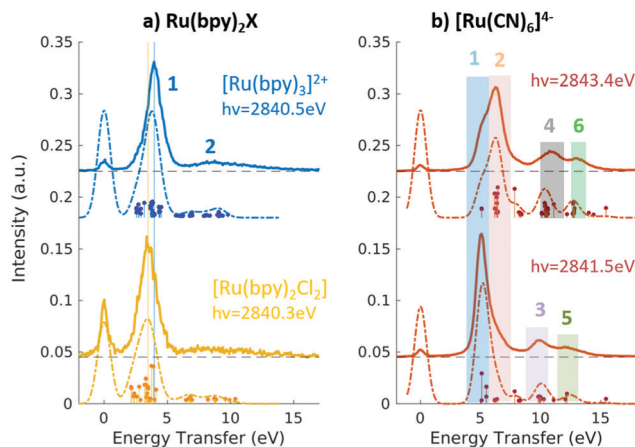 a) Ru(bpy)₂X
b) [Ru(CN)₆]⁴⁻
0.35
0.3
0.25
0.2
0.15
0.1
0.05
0
Intensity (a.u.)
1
[Ru(bpy)₃]²⁺
hv=2840.5eV
2
[Ru(bpy)₂Cl₂]
hv=2840.3eV
0 5 10 15
Energy Transfer (eV)
0.35
0.3
0.25
0.2
0.15
0.1
0.05
0
1 2
hv=2843.4eV
4 6
hv=2841.5eV
3 5
0 5 10 15
Energy Transfer (eV)